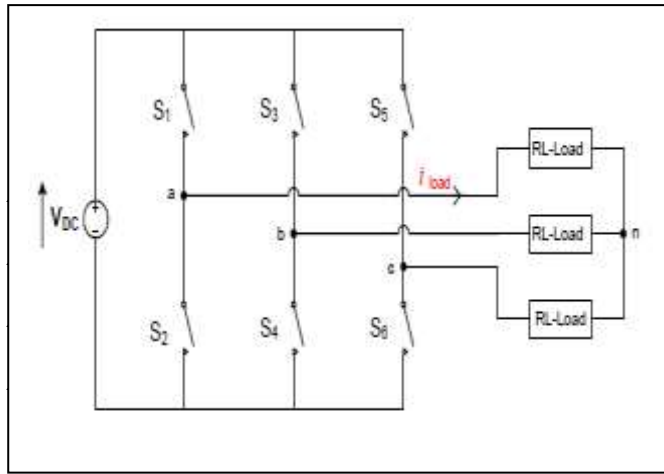 S1
S3
S5
RL-Load
i load
a
VDC
+
-
b
RL-Load
n
c
S2
S4
S6
RL-Load